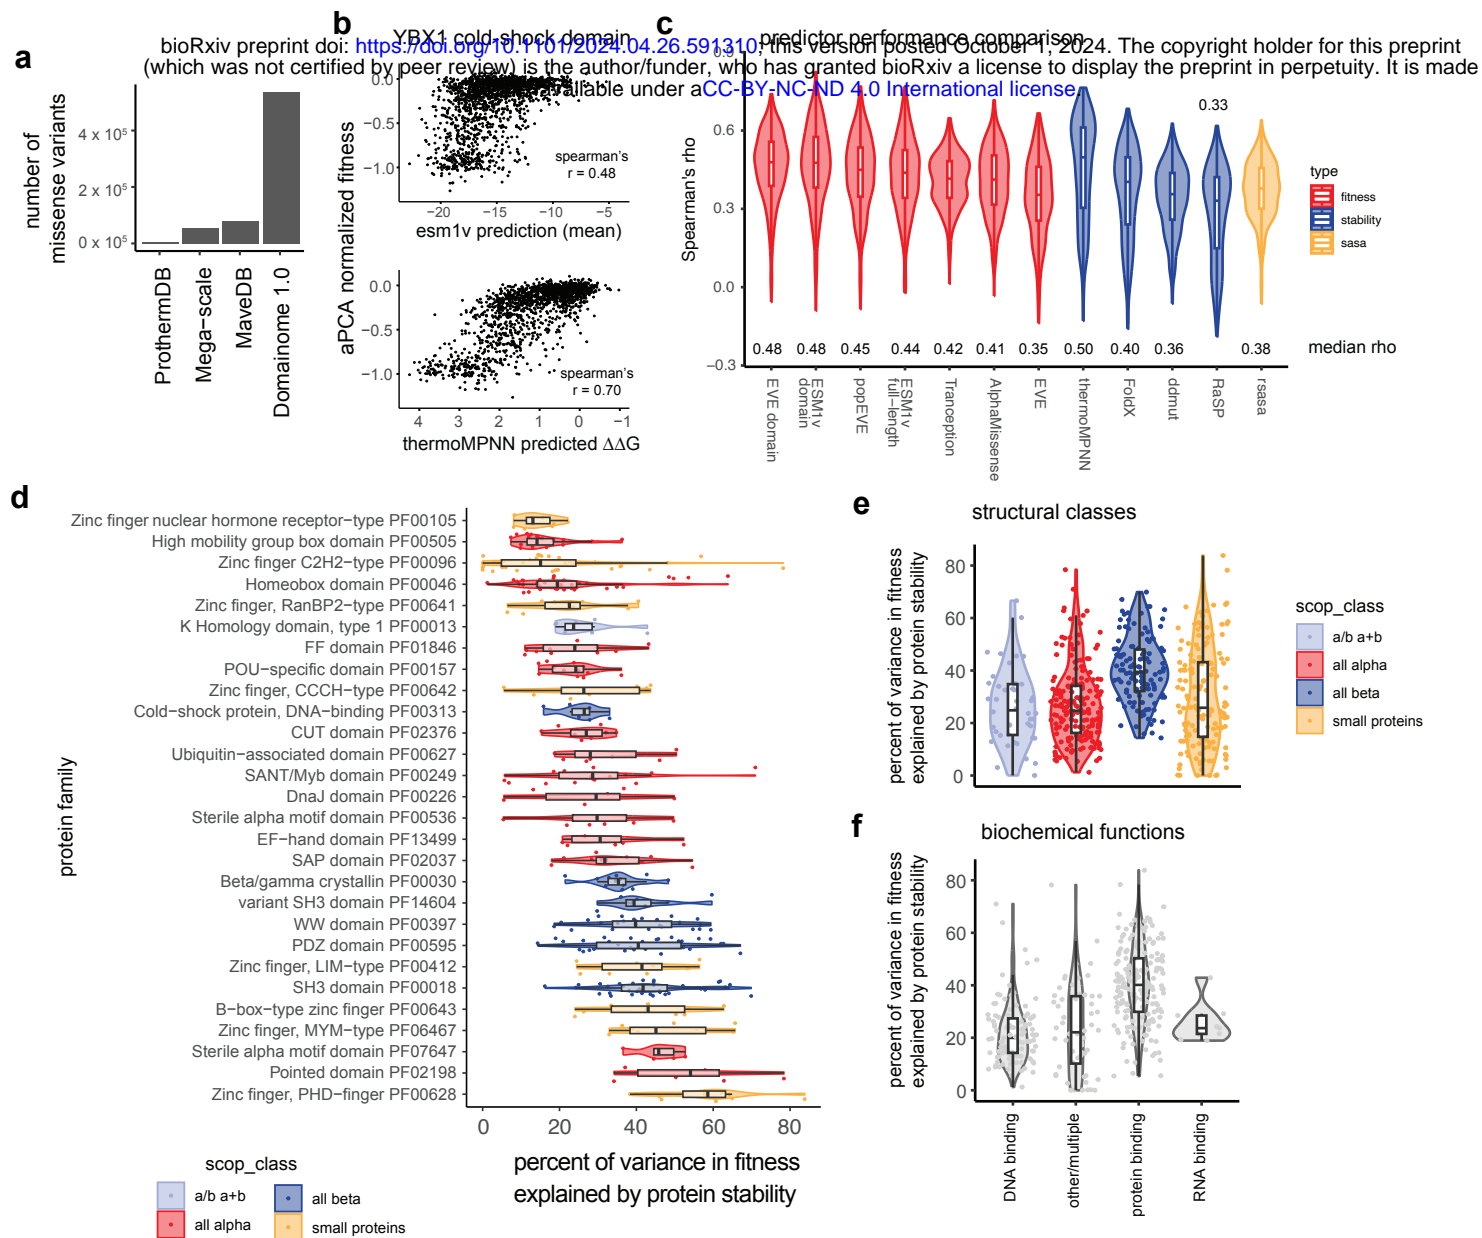 bioRxiv preprint doi: https://doi.org/10.1101/2024.04.26.591310; this version posted October 1, 2024. The copyright holder for this preprint
(which was not certified by peer review) is the author/funder, who has granted bioRxiv a license to display the preprint in perpetuity. It is made
available under aCC-BY-NC-ND 4.0 International license.
a
number of
missense variants
4 x 10⁵
2 x 10⁵
0 x 10⁵
ProthermDB
Mega-scale
MaveDB
Domainome 1.0
b
YBX1 cold-shock domain
aPCA normalized fitness
0.0
−0.5
−1.0
spearman's
r = 0.48
−20 −15 −10 −5
esm1v prediction (mean)
0.0
−0.5
−1.0
spearman's
r = 0.70
4 3 2 1 0 −1
thermoMPNN predicted ΔΔG
c
predictor performance comparison
Spearman's rho
0.9
0.6
0.3
0.0
−0.3
0.33
0.48 0.48 0.45 0.44 0.42 0.41 0.35 0.50 0.40 0.36 0.38
median rho
EVE domain
ESM1v
domain
popEVE
ESM1v
full-length
Tranception
AlphaMissense
EVE
thermoMPNN
FoldX
ddmut
RaSP
rsasa
type
fitness
stability
sasa
d
protein family
Zinc finger nuclear hormone receptor−type PF00105
High mobility group box domain PF00505
Zinc finger C2H2−type PF00096
Homeobox domain PF00046
Zinc finger, RanBP2−type PF00641
K Homology domain, type 1 PF00013
FF domain PF01846
POU−specific domain PF00157
Zinc finger, CCCH−type PF00642
Cold−shock protein, DNA−binding PF00313
CUT domain PF02376
Ubiquitin−associated domain PF00627
SANT/Myb domain PF00249
DnaJ domain PF00226
Sterile alpha motif domain PF00536
EF−hand domain PF13499
SAP domain PF02037
Beta/gamma crystallin PF00030
variant SH3 domain PF14604
WW domain PF00397
PDZ domain PF00595
Zinc finger, LIM−type PF00412
SH3 domain PF00018
B−box−type zinc finger PF00643
Zinc finger, MYM−type PF06467
Sterile alpha motif domain PF07647
Pointed domain PF02198
Zinc finger, PHD−finger PF00628
0 20 40 60 80
percent of variance in fitness
explained by protein stability
scop_class
a/b a+b
all alpha
all beta
small proteins
e
structural classes
percent of variance in fitness
explained by protein stability
80
60
40
20
0
scop_class
a/b a+b
all alpha
all beta
small proteins
f
biochemical functions
percent of variance in fitness
explained by protein stability
80
60
40
20
0
DNA binding
other/multiple
protein binding
RNA binding